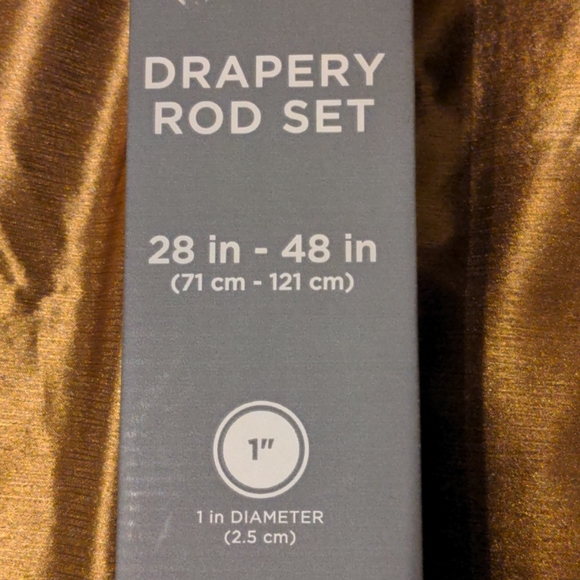 DRAPERY
ROD SET
28 in - 48 in
(71 cm - 121 cm)
1"
1 in DIAMETER
(2.5 cm)